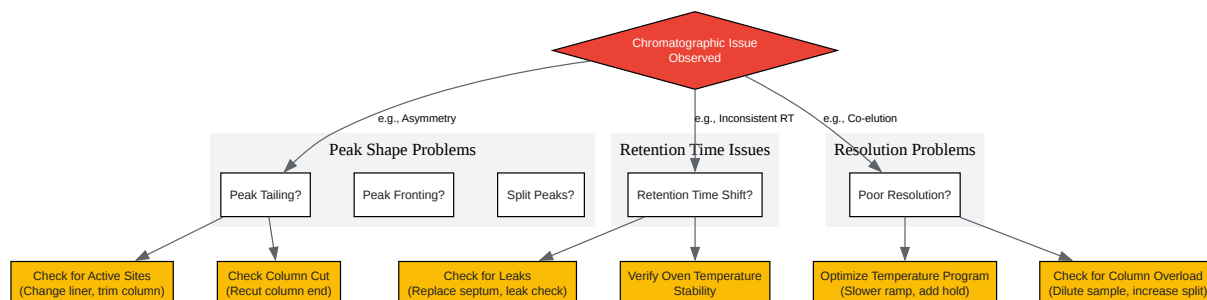 Chromatographic Issue
Observed
e.g., Asymmetry
e.g., Inconsistent RT
e.g., Co-elution
Peak Shape Problems
Retention Time Issues
Resolution Problems
Peak Tailing?
Peak Fronting?
Split Peaks?
Retention Time Shift?
Poor Resolution?
Check for Active Sites
(Change liner, trim column)
Check Column Cut
(Recut column end)
Check for Leaks
(Replace septum, leak check)
Verify Oven Temperature
Stability
Optimize Temperature Program
(Slower ramp, add hold)
Check for Column Overload
(Dilute sample, increase split)